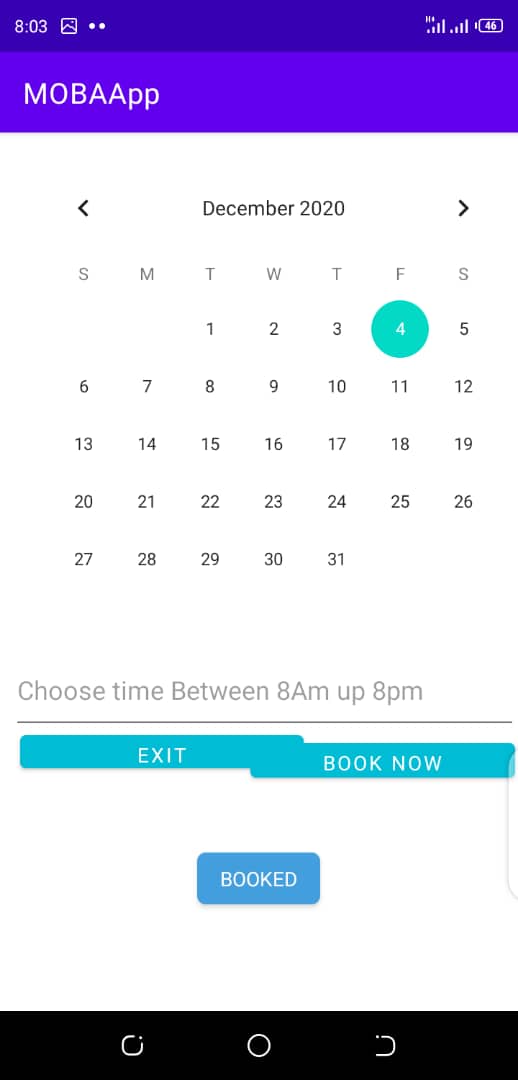 8:03 46
MOBAApp
December 2020
S M T W T F S
1 2 3 4 5
6 7 8 9 10 11 12
13 14 15 16 17 18 19
20 21 22 23 24 25 26
27 28 29 30 31
Choose time Between 8Am up 8pm
EXIT
BOOK NOW
BOOKED